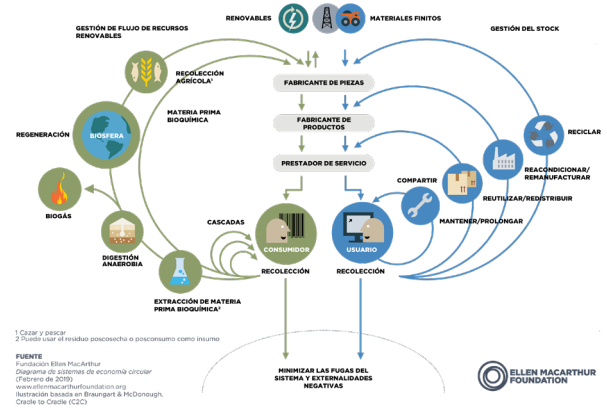 RENOVABLES
MATERIALES FINITOS
GESTIÓN DE FLUJO DE RECURSOS
RENOVABLES
GESTIÓN DEL STOCK
RECOLECCIÓN
AGRÍCOLA¹
FABRICANTE DE PIEZAS
MATERIA PRIMA
BIOQUÍMICA
FABRICANTE DE
PRODUCTOS
REGENERACIÓN
BIOSFERA
RECICLAR
PRESTADOR DE SERVICIO
REACONDICIONAR/
REMANUFACTURAR
COMPARTIR
REUTILIZAR/REDISTRIBUIR
BIOGÁS
CASCADAS
MANTENER/PROLONGAR
CONSUMIDOR
USUARIO
DIGESTIÓN
ANAEROBIA
RECOLECCIÓN
RECOLECCIÓN
EXTRACCIÓN DE MATERIA
PRIMA BIOQUÍMICA²
1 Cazar y pescar
2 Puede usar el residuo poscosecha o posconsumo como insumo
FUENTE
Fundación Ellen MacArthur
Diagrama de sistemas de economía circular
(Febrero de 2019)
www.ellenmacarthurfoundation.org
Ilustración basada en Braungart & McDonough,
Cradle to Cradle (C2C)
MINIMIZAR LAS FUGAS DEL
SISTEMA Y EXTERNALIDADES
NEGATIVAS
ELLEN MACARTHUR
FOUNDATION